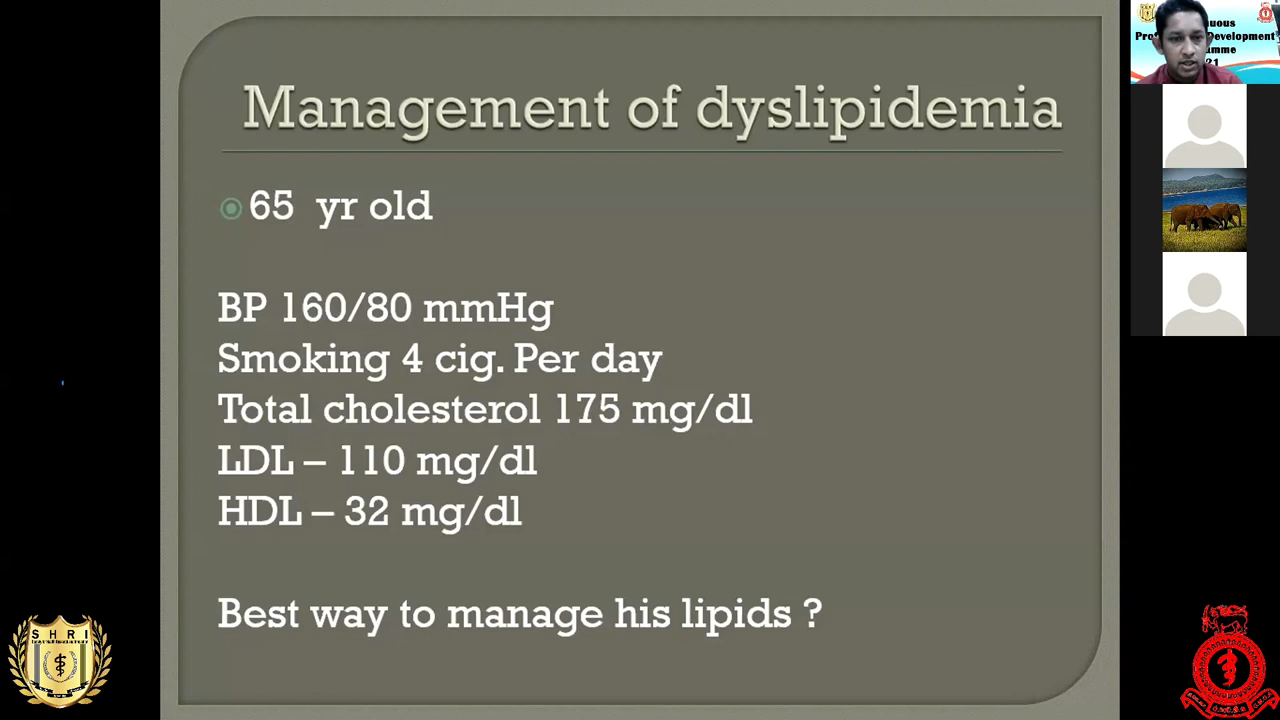 Management of dyslipidemia
65 yr old
BP 160/80 mmHg
Smoking 4 cig. Per day
Total cholesterol 175 mg/dl
LDL – 110 mg/dl
HDL – 32 mg/dl
Best way to manage his lipids ?
Development
S H R I